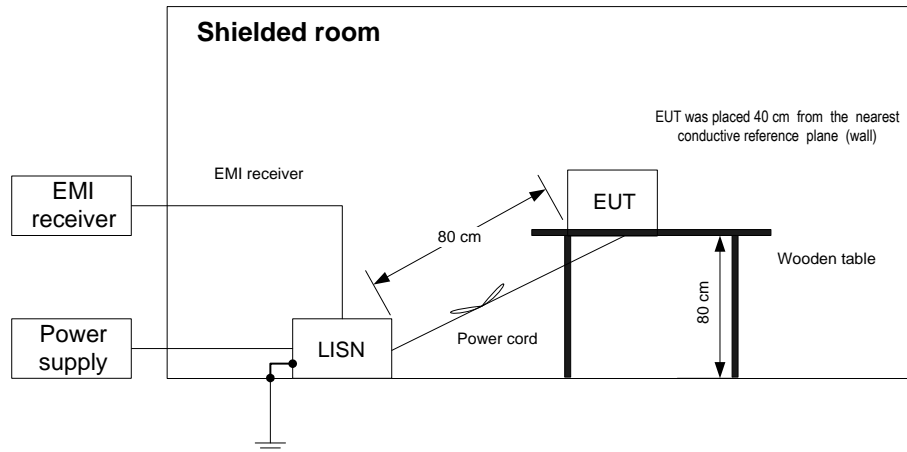 Shielded room
EUT was placed 40 cm from the nearest
conductive reference plane (wall)
EMI receiver
EMI
receiver
EUT
80 cm
Wooden table
80 cm
Power
supply
LISN
Power cord